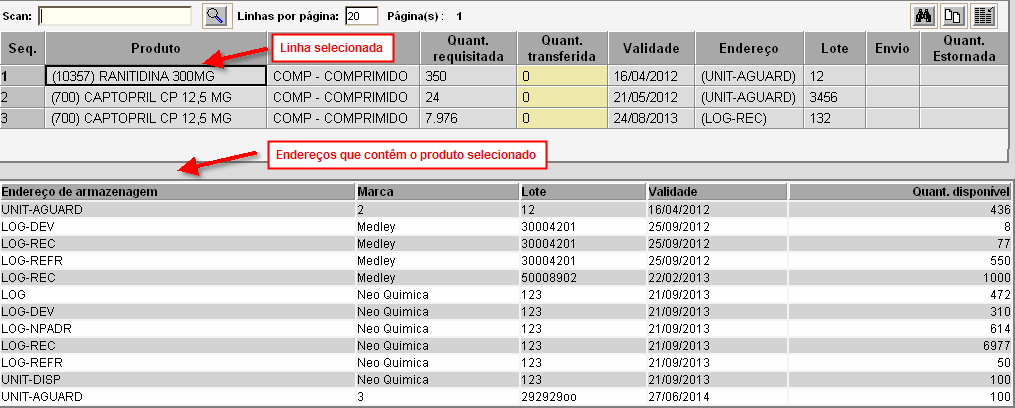 Scan: Linhas por página: 20 Página(s) : 1
Seq. Produto Quant. requisitada Quant. transferida Validade Endereço Lote Envio Quant. Estornada
Linha selecionada
1 (10357) RANITIDINA 300MG COMP - COMPRIMIDO 350 0 16/04/2012 (UNIT-AGUARD) 12
2 (700) CAPTOPRIL CP 12,5 MG COMP - COMPRIMIDO 24 0 21/05/2012 (UNIT-AGUARD) 3456
3 (700) CAPTOPRIL CP 12,5 MG COMP - COMPRIMIDO 7.976 0 24/08/2013 (LOG-REC) 132
Endereços que contêm o produto selecionado
Endereço de armazenagem Marca Lote Validade Quant. disponível
UNIT-AGUARD 2 12 16/04/2012 436
LOG-DEV Medley 30004201 25/09/2012 8
LOG-REC Medley 30004201 25/09/2012 77
LOG-REFR Medley 30004201 25/09/2012 550
LOG-REC Medley 50008902 22/02/2013 1000
LOG Neo Quimica 123 21/09/2013 472
LOG-DEV Neo Quimica 123 21/09/2013 310
LOG-NPADR Neo Quimica 123 21/09/2013 614
LOG-REC Neo Quimica 123 21/09/2013 6977
LOG-REFR Neo Quimica 123 21/09/2013 50
UNIT-DISP Neo Quimica 123 21/09/2013 100
UNIT-AGUARD 3 292929oo 27/06/2014 100